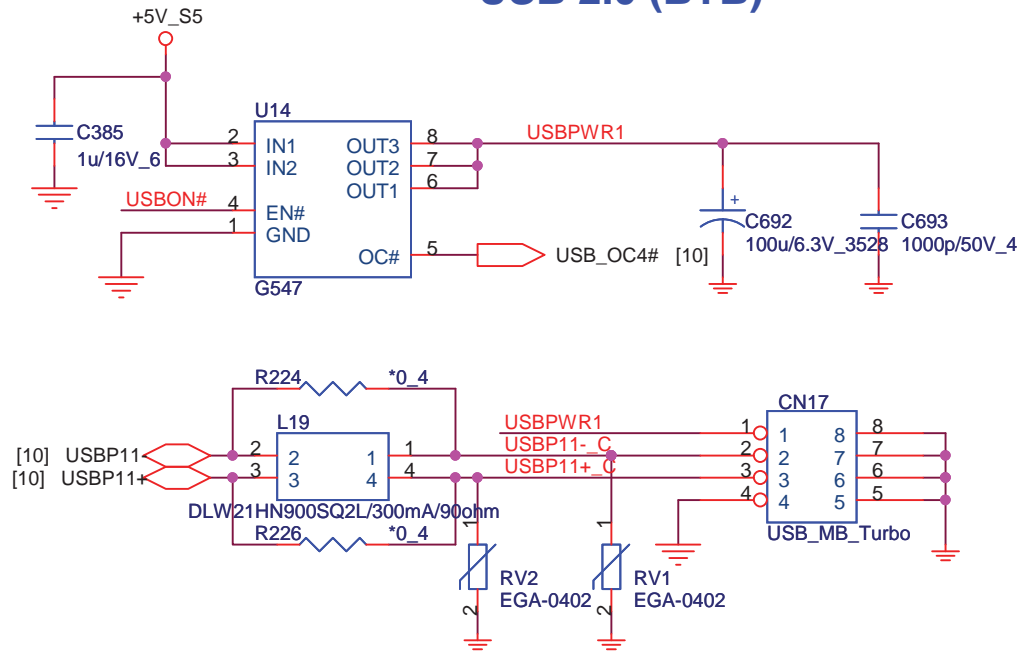 +5V_S5
U14
C385
1u/16V_6
2 IN1 OUT3 8 USBPWR1
3 IN2 OUT2 7
OUT1 6
USBON# 4 EN#
1 GND
OC# 5 USB_OC4# [10]
G547
+
C692
100u/6.3V_3528
C693
1000p/50V_4
R224 *0_4
L19
[10] USBP11- 2 2 1 1 USBP11-_C
[10] USBP11+ 3 3 4 4 USBP11+_C
DLW21HN900SQ2L/300mA/90ohm
R226 *0_4
1
RV2
EGA-0402
2
1
RV1
EGA-0402
2
CN17
USBPWR1 1 1 8 8
2 2 7 7
3 3 6 6
4 4 5 5
USB_MB_Turbo